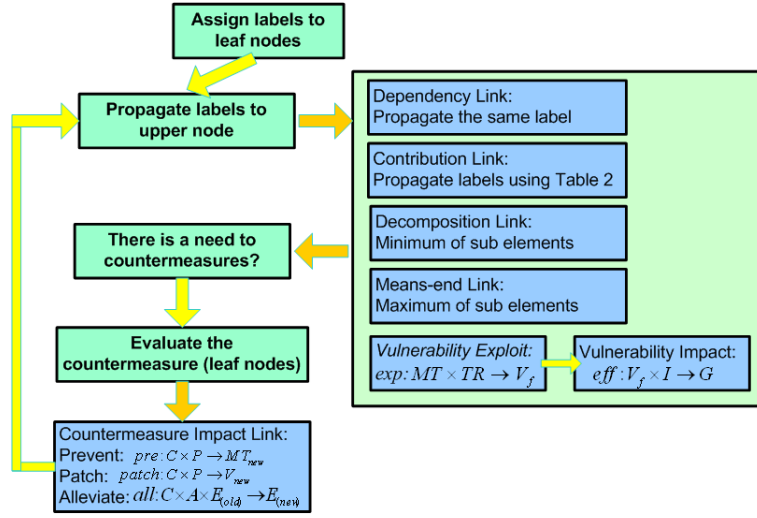 Assign labels to
leaf nodes
Propagate labels to
upper node
Dependency Link:
Propagate the same label
Contribution Link:
Propagate labels using Table 2
Decomposition Link:
Minimum of sub elements
Means-end Link:
Maximum of sub elements
Vulnerability Exploit:
exp: MT × TR → V_f
Vulnerability Impact:
eff : V_f × I → G
There is a need to
countermeasures?
Evaluate the
countermeasure (leaf nodes)
Countermeasure Impact Link:
Prevent: pre: C × P → MT_new
Patch: patch: C × P → V_new
Alleviate: all: C × A × E_(old) → E_(new)